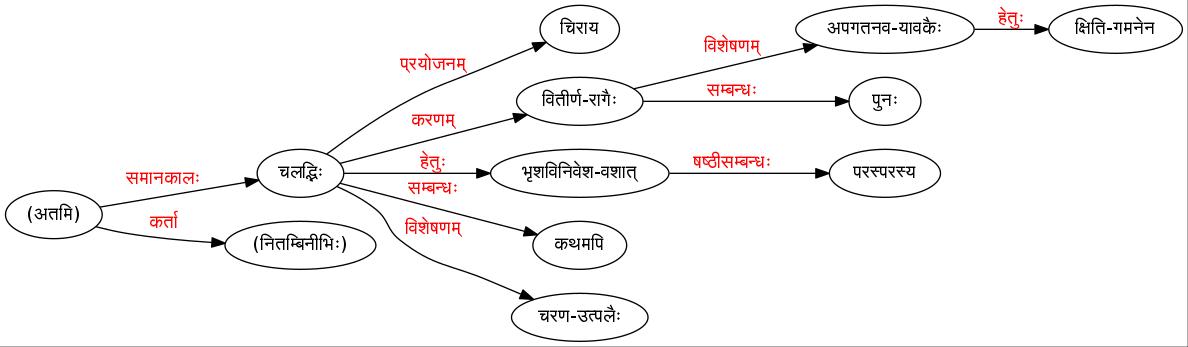 चिराय
अपगतनव-यावकैः
हेतुः
क्षिति-गमनेन
प्रयोजनम्
विशेषणम्
वितीर्ण-रागैः
सम्बन्धः
पुनः
करणम्
चलद्भिः
हेतुः
भृशविनिवेश-वशात्
षष्ठीसम्बन्धः
परस्परस्य
समानकालः
सम्बन्धः
(अतमि)
कर्ता
(नितम्बिनीभिः)
विशेषणम्
कथमपि
चरण-उत्पलैः